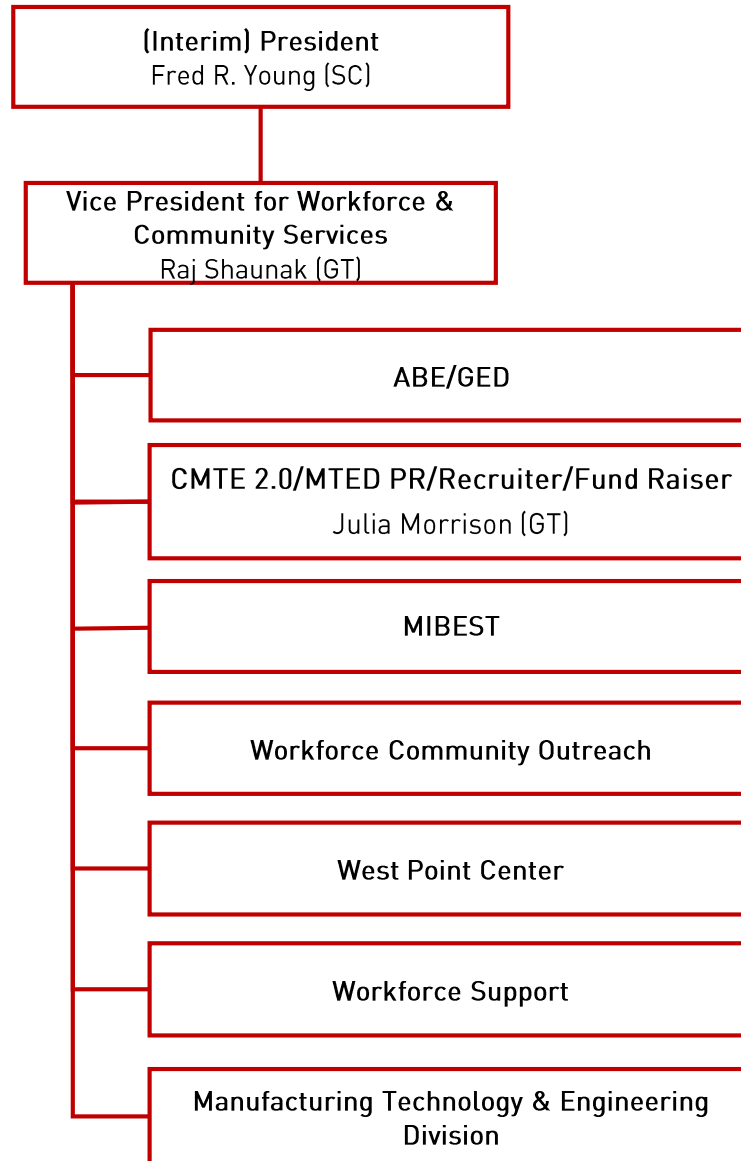 (Interim) President
Fred R. Young (SC)
Vice President for Workforce &
Community Services
Raj Shaunak (GT)
ABE/GED
CMTE 2.0/MTED PR/Recruiter/Fund Raiser
Julia Morrison (GT)
MIBEST
Workforce Community Outreach
West Point Center
Workforce Support
Manufacturing Technology & Engineering
Division